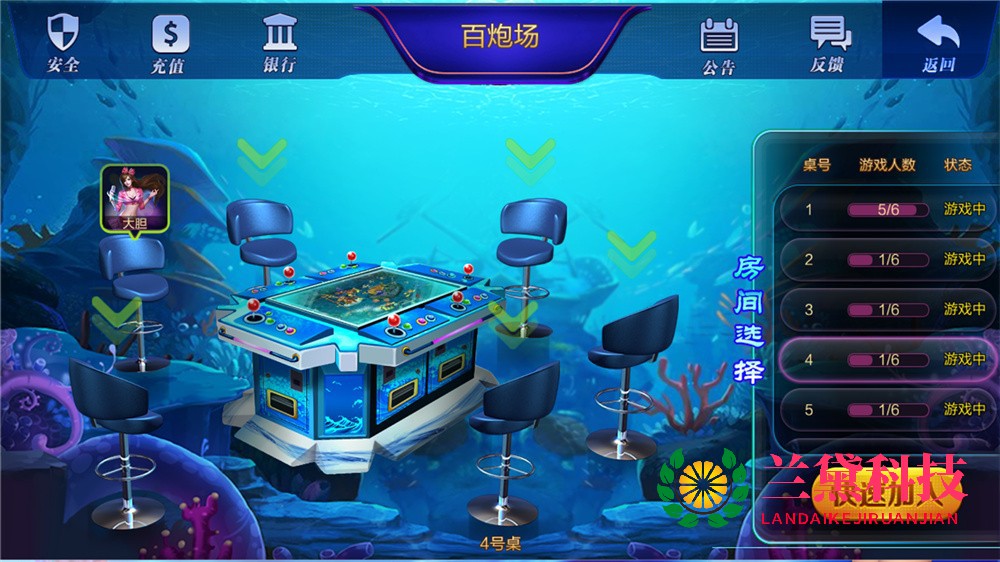 安全
充值
银行
百炮场
公告
反馈
返回
大胆
房间选择
桌号 游戏人数 状态
1 5/6 游戏中
2 1/6 游戏中
3 1/6 游戏中
4 1/6 游戏中
5 1/6 游戏中
快速加入
兰黛科技
LANDAIKEJIRUANJIAN
4号桌